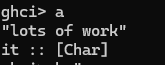 ghci> a
"lots of work"
it :: [Char]